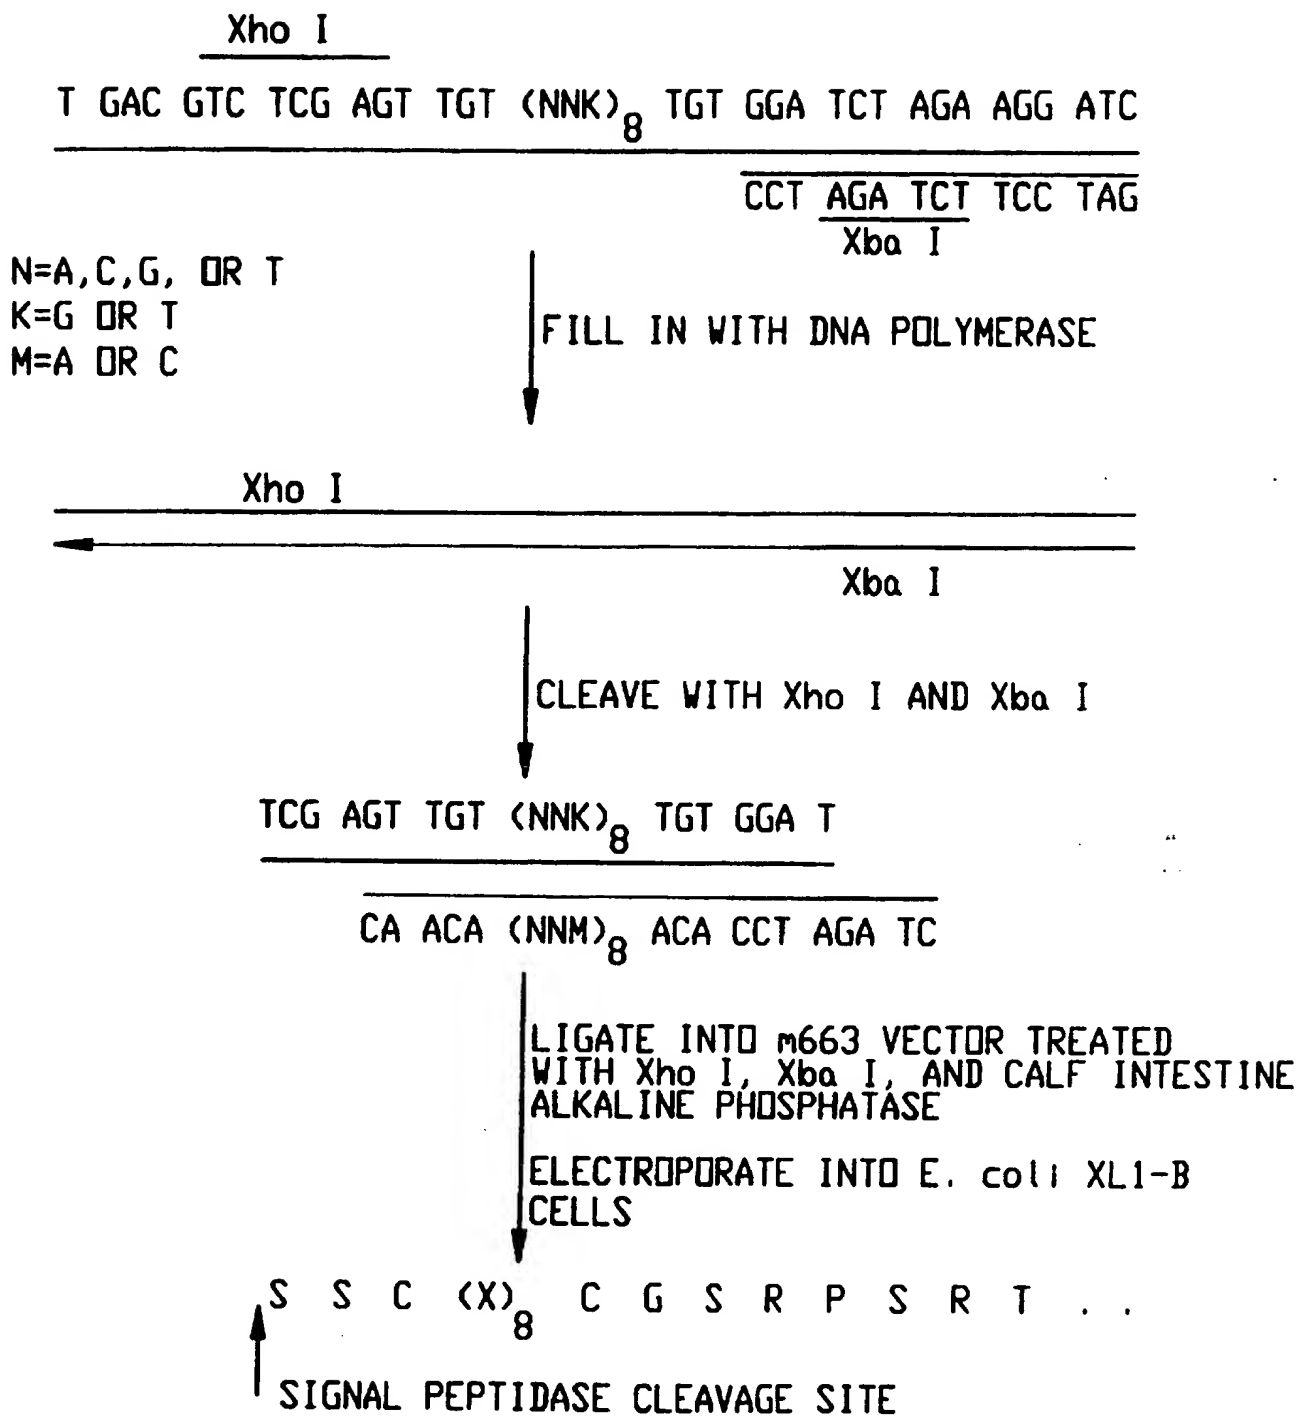 Xho I
T GAC GTC TCG AGT TGT (NNK)8 TGT GGA TCT AGA AGG ATC
CCT AGA TCT TCC TAG
Xba I
N=A,C,G, OR T
K=G OR T
M=A OR C
FILL IN WITH DNA POLYMERASE
Xho I
Xba I
CLEAVE WITH Xho I AND Xba I
TCG AGT TGT (NNK)8 TGT GGA T
CA ACA (NNM)8 ACA CCT AGA TC
LIGATE INTO m663 VECTOR TREATED
WITH Xho I, Xba I, AND CALF INTESTINE
ALKALINE PHOSPHATASE
ELECTROPORATE INTO E. coli XL1-B
CELLS
S S C (X)8 C G S R P S R T . .
SIGNAL PEPTIDASE CLEAVAGE SITE